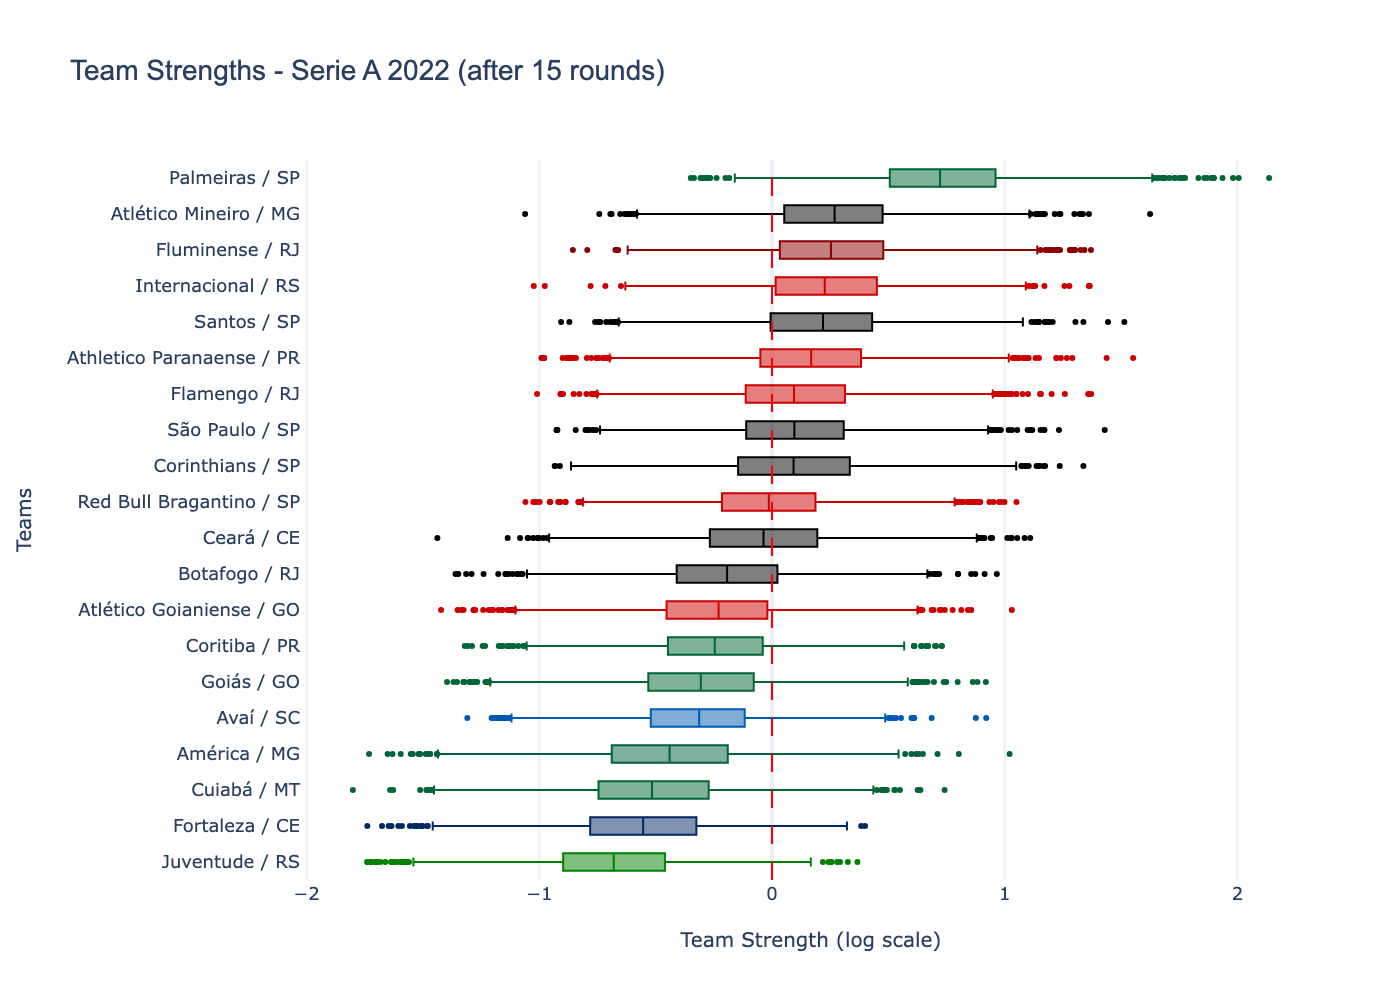 Team Strengths - Serie A 2022 (after 15 rounds)
Teams
Palmeiras / SP
Atlético Mineiro / MG
Fluminense / RJ
Internacional / RS
Santos / SP
Athletico Paranaense / PR
Flamengo / RJ
São Paulo / SP
Corinthians / SP
Red Bull Bragantino / SP
Ceará / CE
Botafogo / RJ
Atlético Goianiense / GO
Coritiba / PR
Goiás / GO
Avaí / SC
América / MG
Cuiabá / MT
Fortaleza / CE
Juventude / RS
−2 −1 0 1 2
Team Strength (log scale)